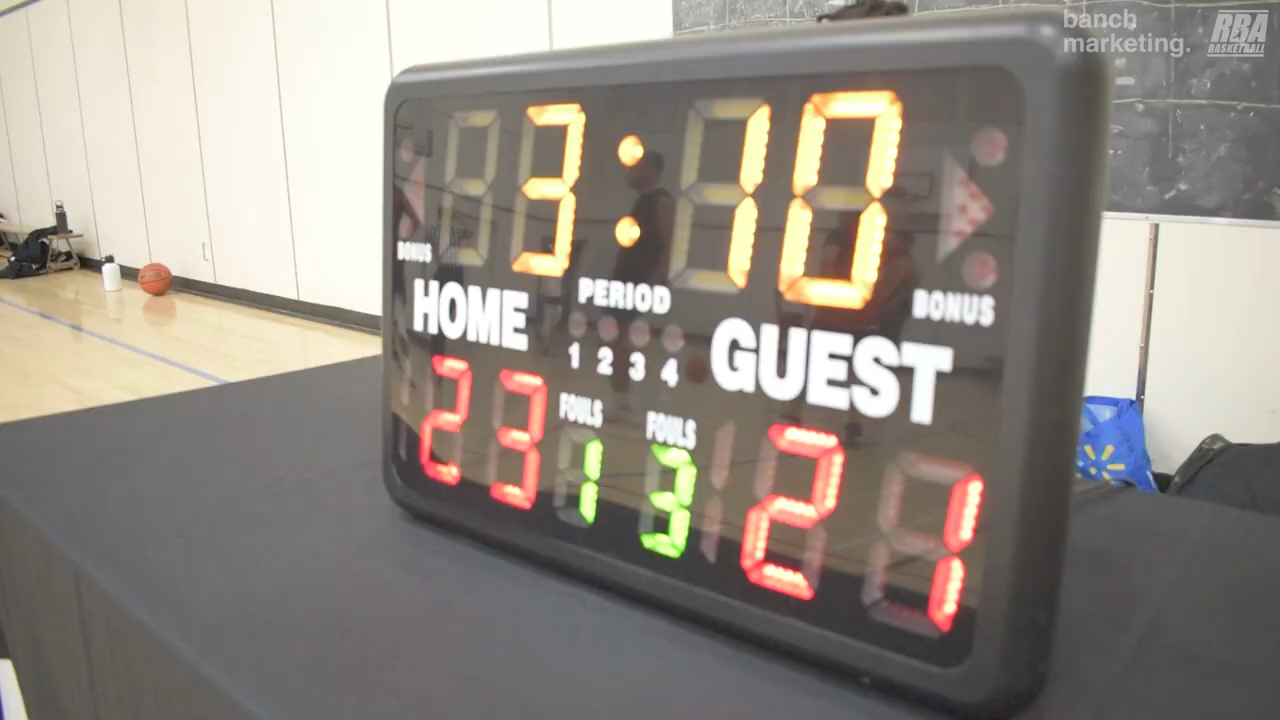 banch
marketing.
RBA
BASKETBALL
3:10
BONUS
BONUS
HOME
PERIOD
GUEST
1 2 3 4
FOULS
FOULS
23
1
3
21